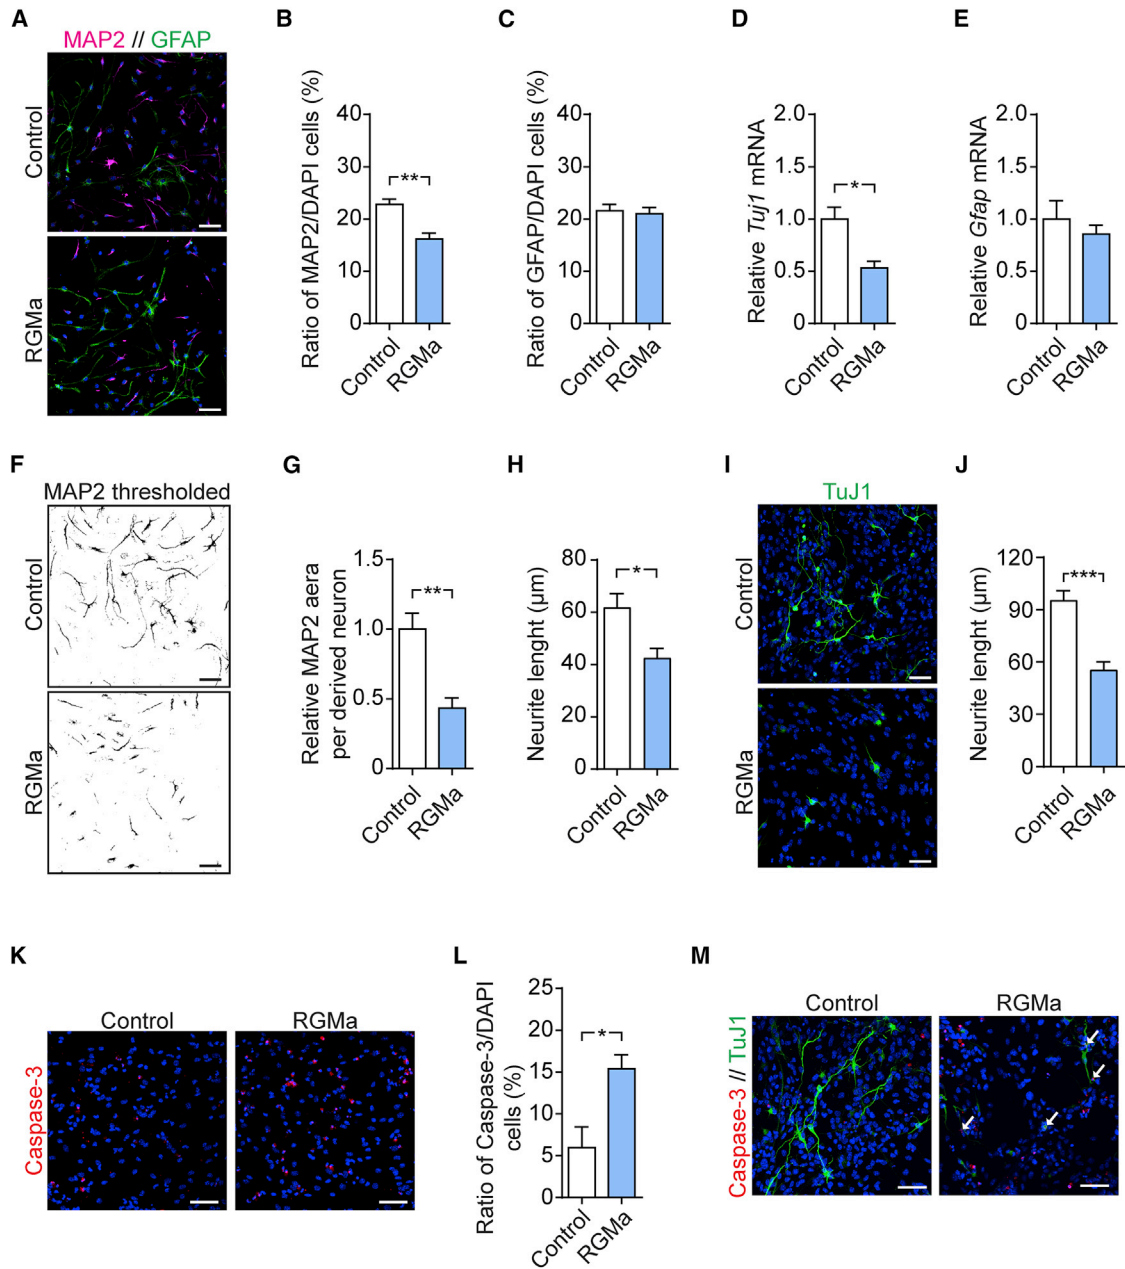 A
MAP2 // GFAP
Control
RGMa
B
Ratio of MAP2/DAPI cells (%)
40
30
20
10
0
**
Control
RGMa
C
Ratio of GFAP/DAPI cells (%)
40
30
20
10
0
Control
RGMa
D
Relative Tuj1 mRNA
2.0
1.5
1.0
0.5
0
*
Control
RGMa
E
Relative Gfap mRNA
2.0
1.5
1.0
0.5
0
Control
RGMa
F
MAP2 thresholded
Control
RGMa
G
Relative MAP2 aera
per derived neuron
1.5
1.0
0.5
0
**
Control
RGMa
H
Neurite lenght (µm)
80
60
40
20
0
*
Control
RGMa
I
TuJ1
Control
RGMa
J
Neurite lenght (µm)
120
90
60
30
0
***
Control
RGMa
K
Control
RGMa
Caspase-3
L
Ratio of Caspase-3/DAPI
cells (%)
25
20
15
10
5
0
*
Control
RGMa
M
Control
RGMa
Caspase-3 // TuJ1